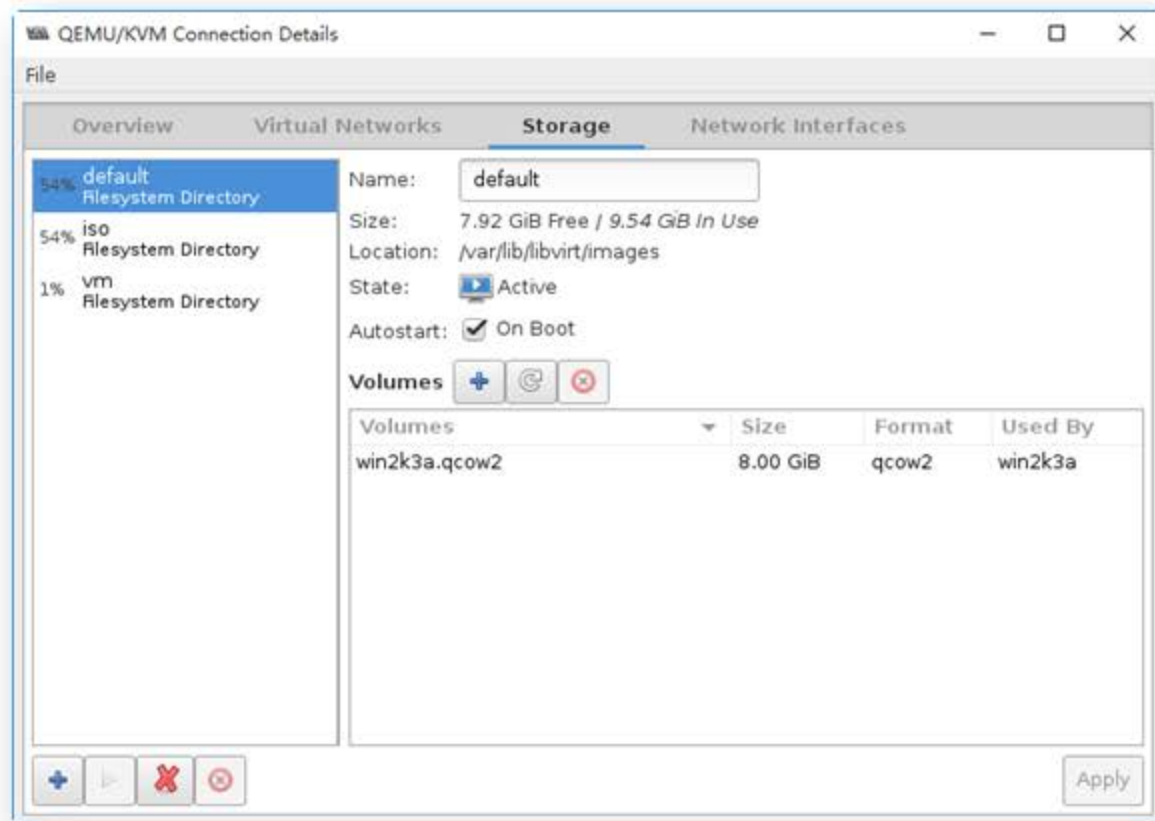 QEMU/KVM Connection Details
File
Overview Virtual Networks Storage Network Interfaces
54% default
Filesystem Directory
54% iso
Filesystem Directory
1% vm
Filesystem Directory
Name: default
Size: 7.92 GiB Free / 9.54 GiB In Use
Location: /var/lib/libvirt/images
State: Active
Autostart: On Boot
Volumes
Volumes Size Format Used By
win2k3a.qcow2 8.00 GiB qcow2 win2k3a
Apply